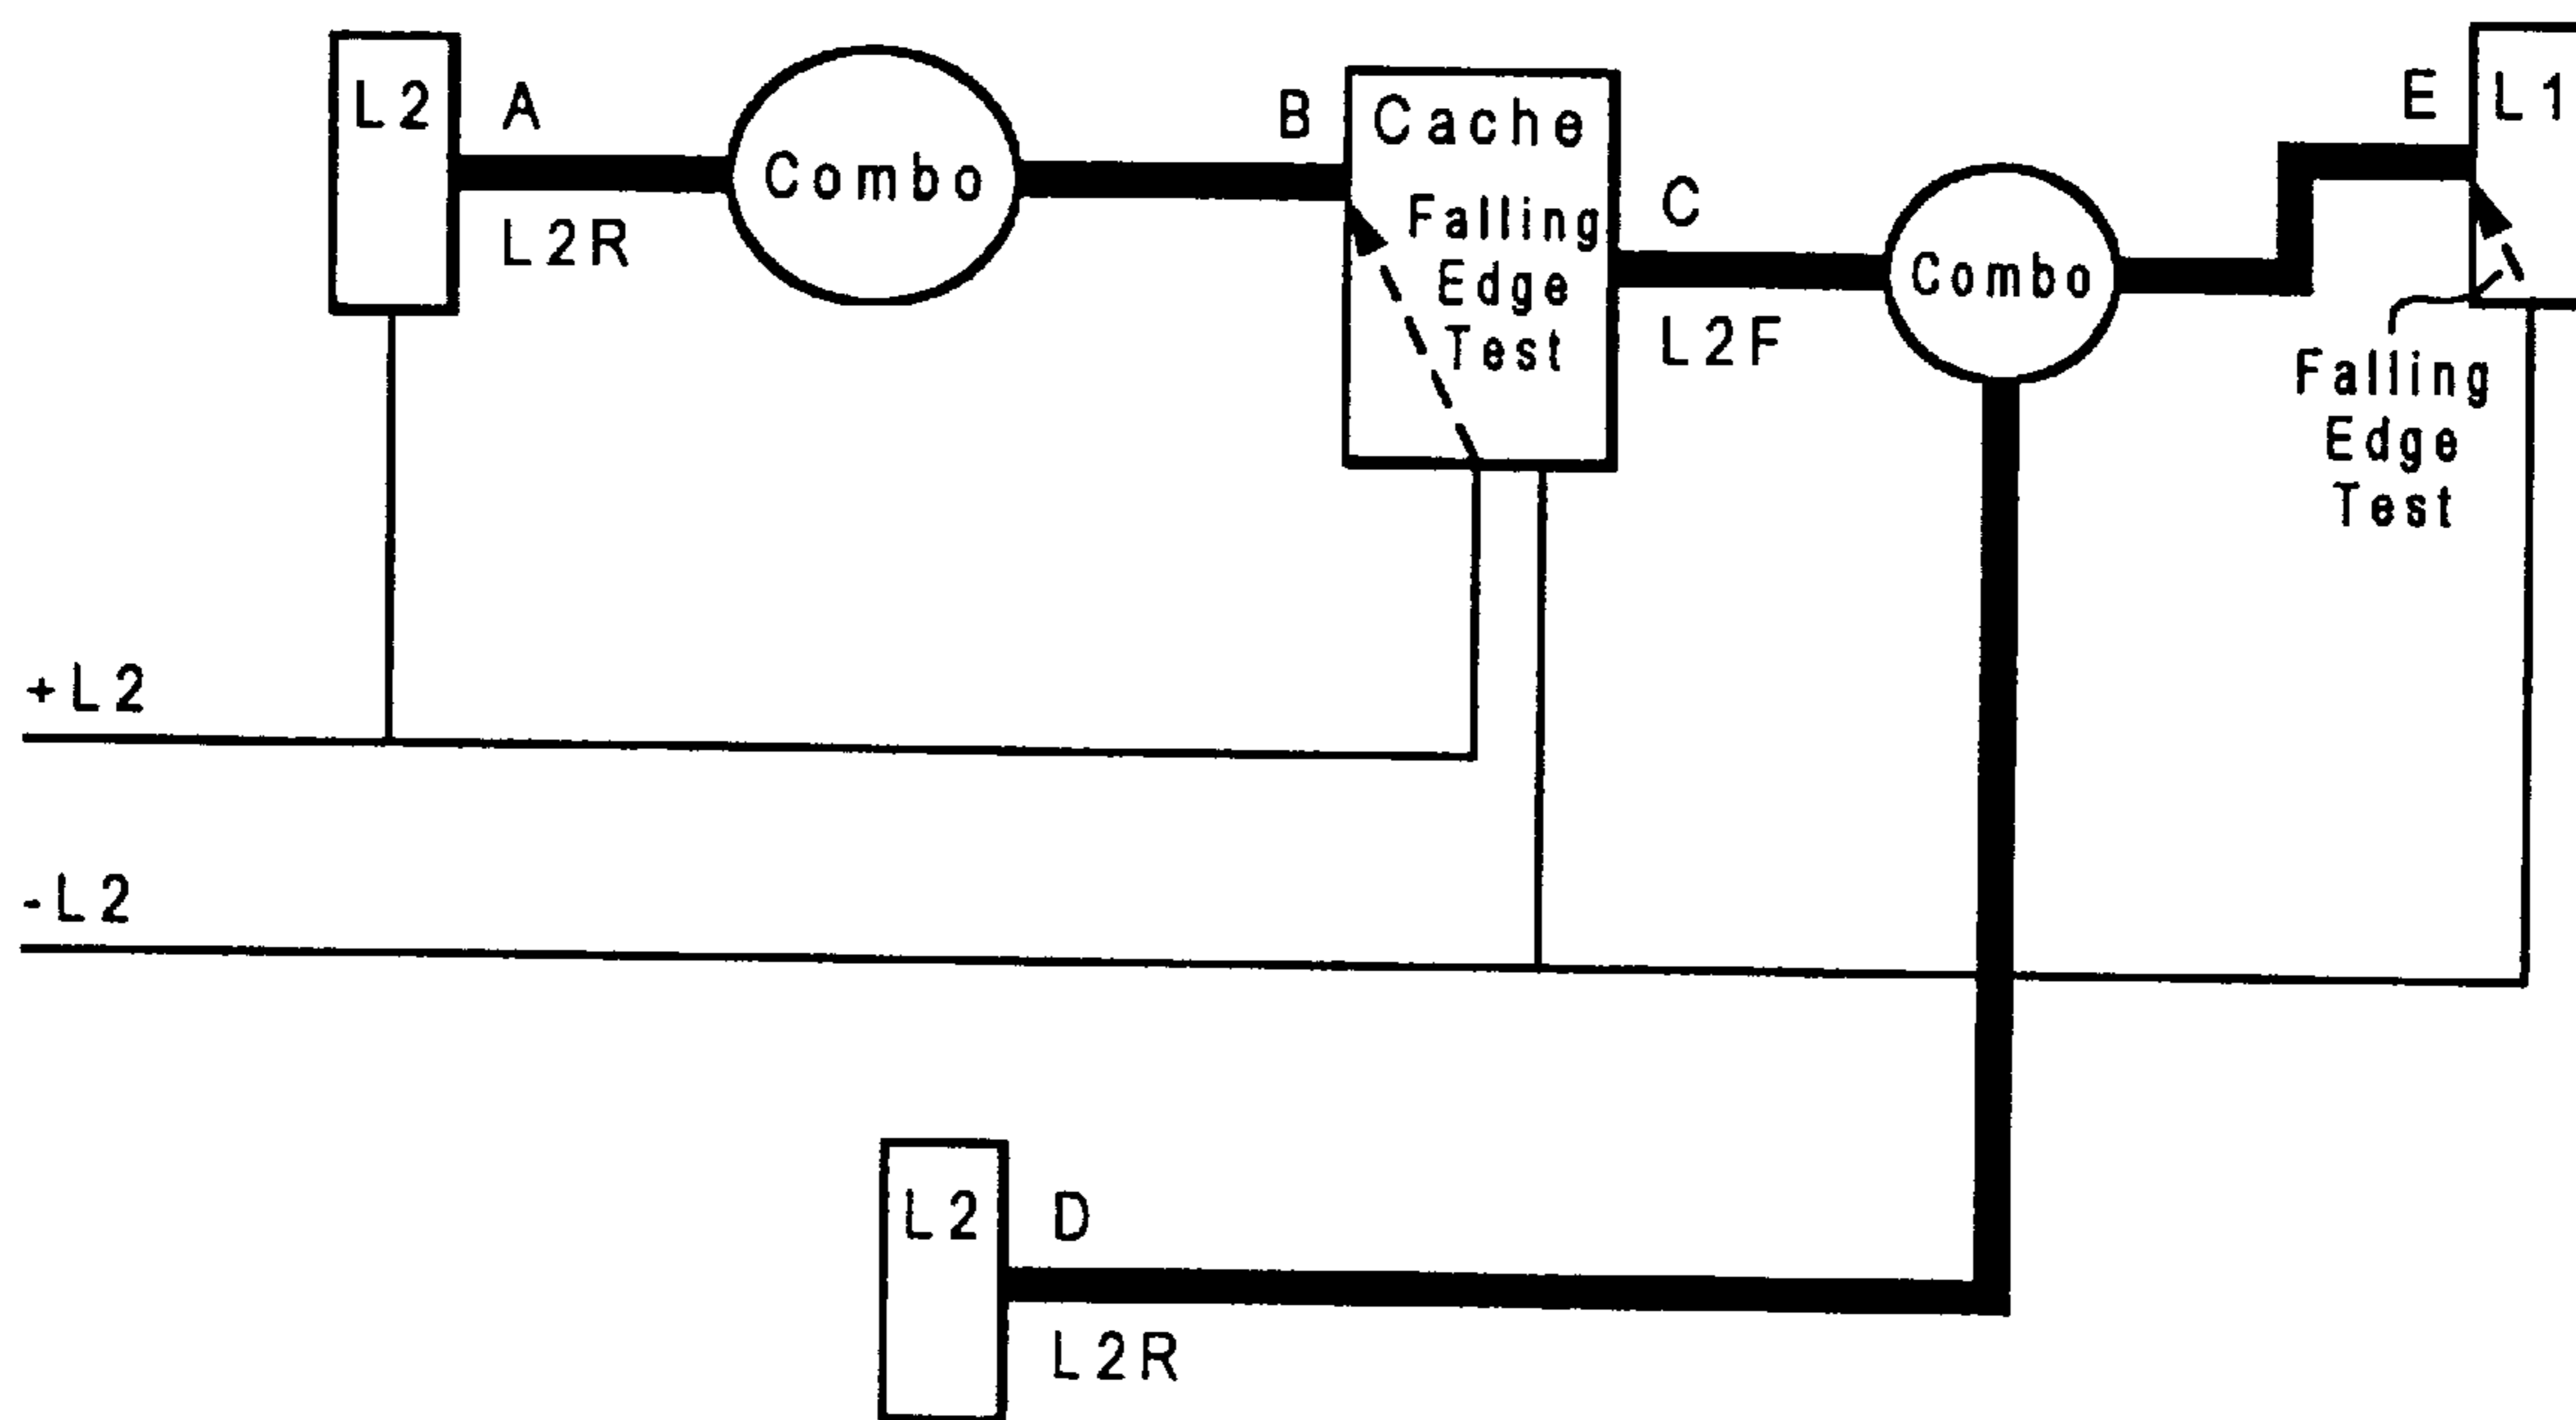 L2
A
L2R
Combo
B
Cache
Falling
Edge
Test
C
L2F
Combo
E
L1
Falling
Edge
Test
+L2
-L2
L2
D
L2R